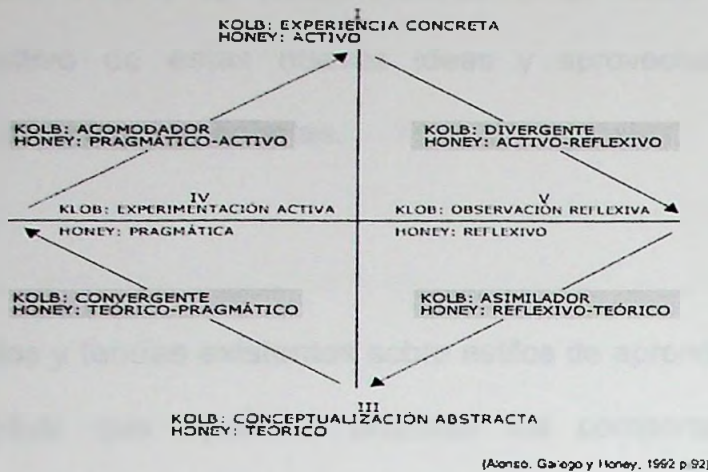 I
KOLB: EXPERIENCIA CONCRETA
HONEY: ACTIVO
KOLB: ACOMODADOR
HONEY: PRAGMÁTICO-ACTIVO
KOLB: DIVERGENTE
HONEY: ACTIVO-REFLEXIVO
IV
KLOB: EXPERIMENTACIÓN ACTIVA
HONEY: PRAGMÁTICA
V
KLOB: OBSERVACIÓN REFLEXIVA
HONEY: REFLEXIVO
KOLB: CONVERGENTE
HONEY: TEÓRICO-PRAGMÁTICO
KOLB: ASIMILADOR
HONEY: REFLEXIVO-TEÓRICO
III
KOLB: CONCEPTUALIZACIÓN ABSTRACTA
HONEY: TEÓRICO
(Alonso, Gallego y Honey, 1992 p.92)